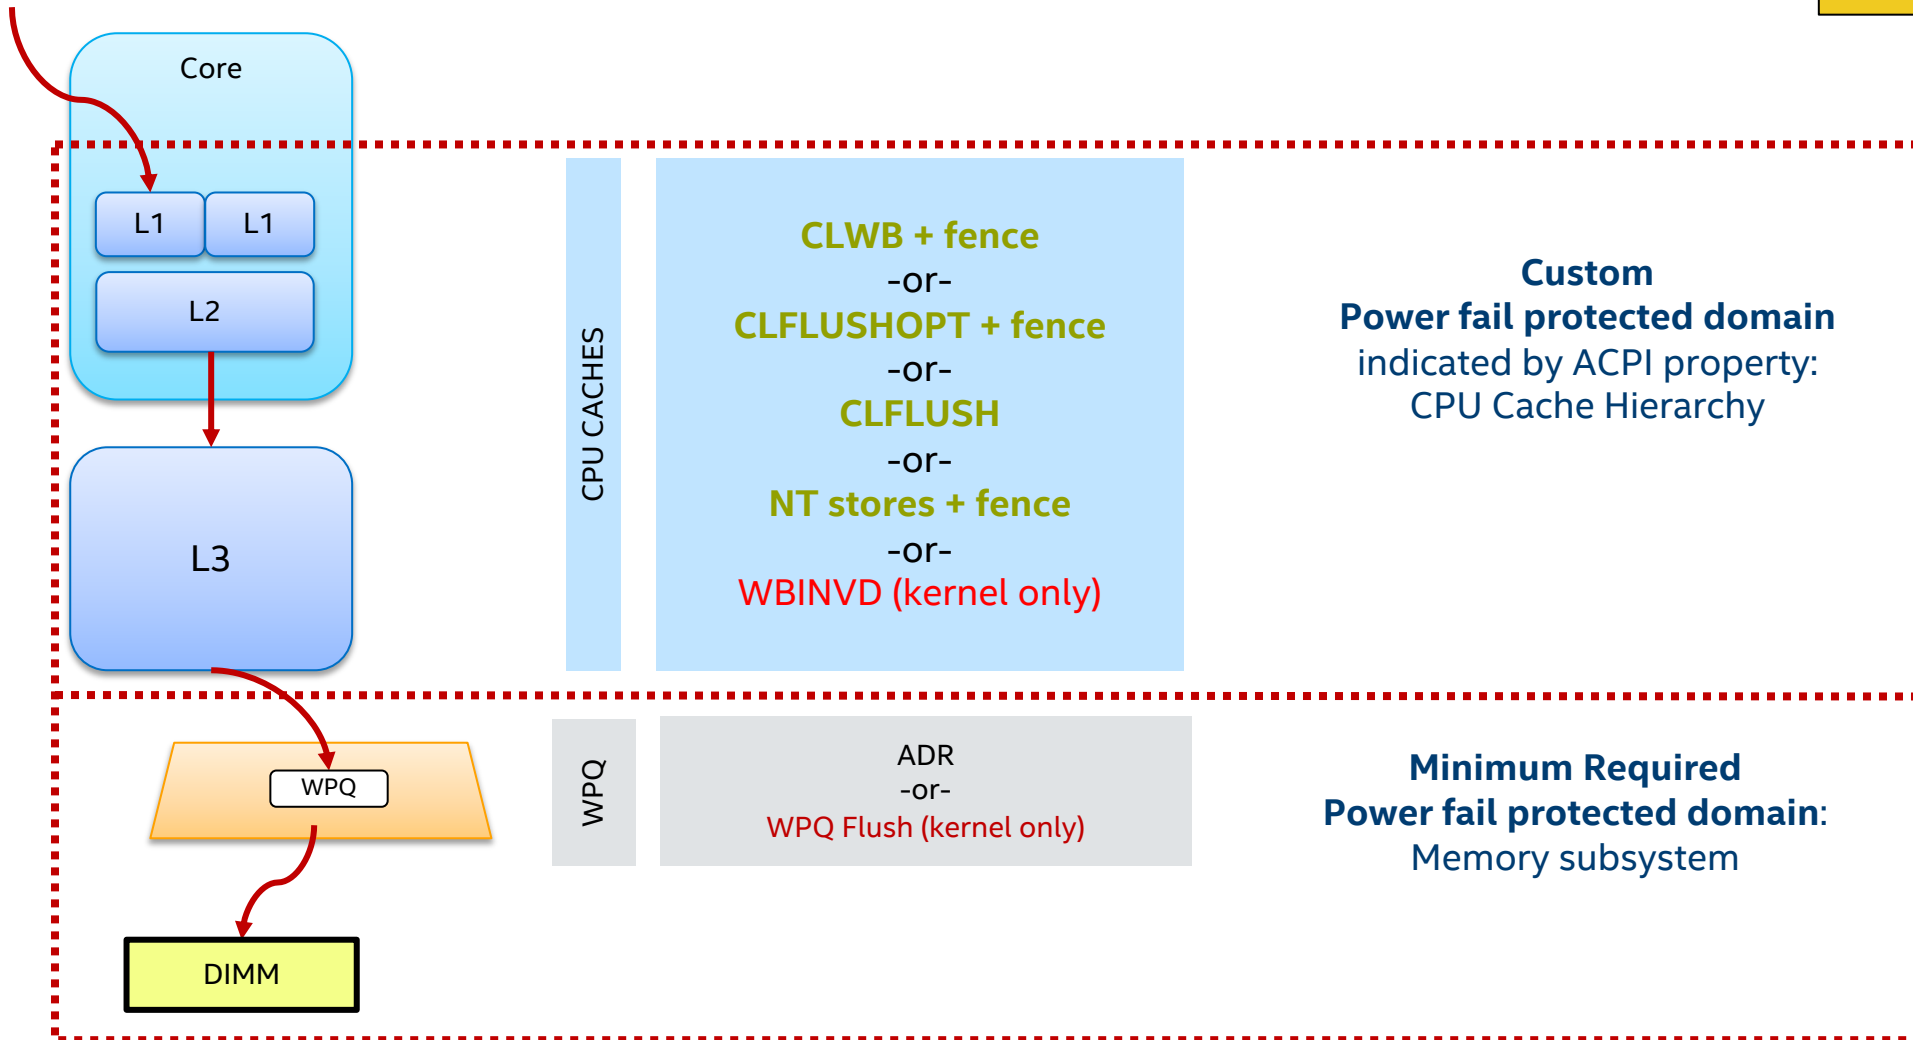 Core
L1
L1
L2
L3
CPU CACHES
CLWB + fence
-or-
CLFLUSHOPT + fence
-or-
CLFLUSH
-or-
NT stores + fence
-or-
WBINVD (kernel only)
Custom
Power fail protected domain
indicated by ACPI property:
CPU Cache Hierarchy
WPQ
DIMM
WPQ
ADR
-or-
WPQ Flush (kernel only)
Minimum Required
Power fail protected domain:
Memory subsystem